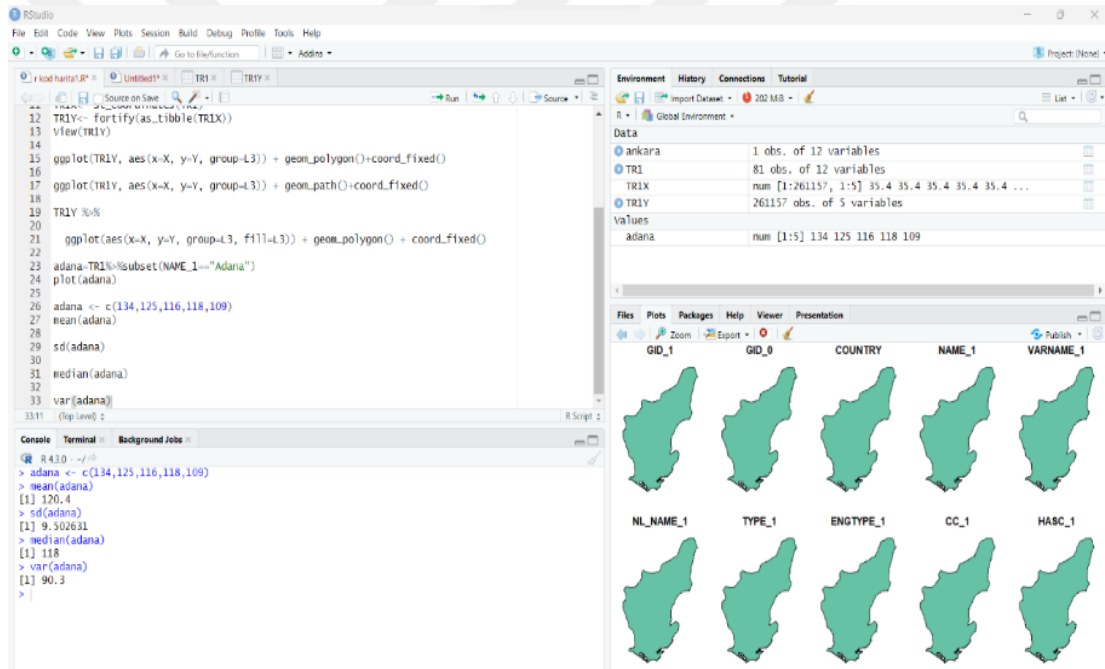 RStudio
File Edit Code View Plots Session Build Debug Profile Tools Help
Go to file/function Addins Project: (None)
r kod harita1.R* Untitled1* TR1 TR1Y
Source on Save Run Source
12 TR1Y<- fortify(as_tibble(TR1X))
13 View(TR1Y)
14
15 ggplot(TR1Y, aes(x=X, y=Y, group=L3)) + geom_polygon()+coord_fixed()
16
17 ggplot(TR1Y, aes(x=X, y=Y, group=L3)) + geom_path()+coord_fixed()
18
19 TR1Y %>%
20
21 ggplot(aes(x=X, y=Y, group=L3, fill=L3)) + geom_polygon() + coord_fixed()
22
23 adana=TR1%>%subset(NAME_1=="Adana")
24 plot(adana)
25
26 adana <- c(134,125,116,118,109)
27 mean(adana)
28
29 sd(adana)
30
31 median(adana)
32
33 var(adana)
33:11 (Top Level) R Script
Console Terminal Background Jobs
R 4.3.0 · ~/
> adana <- c(134,125,116,118,109)
> mean(adana)
[1] 120.4
> sd(adana)
[1] 9.502631
> median(adana)
[1] 118
> var(adana)
[1] 90.3
>
Environment History Connections Tutorial
Import Dataset 202 MiB List
R Global Environment
Data
ankara 1 obs. of 12 variables
TR1 81 obs. of 12 variables
TR1X num [1:261157, 1:5] 35.4 35.4 35.4 35.4 35.4 ...
TR1Y 261157 obs. of 5 variables
Values
adana num [1:5] 134 125 116 118 109
Files Plots Packages Help Viewer Presentation
Zoom Export Publish
GID_1 GID_0 COUNTRY NAME_1 VARNAME_1
NL_NAME_1 TYPE_1 ENGTYPE_1 CC_1 HASC_1